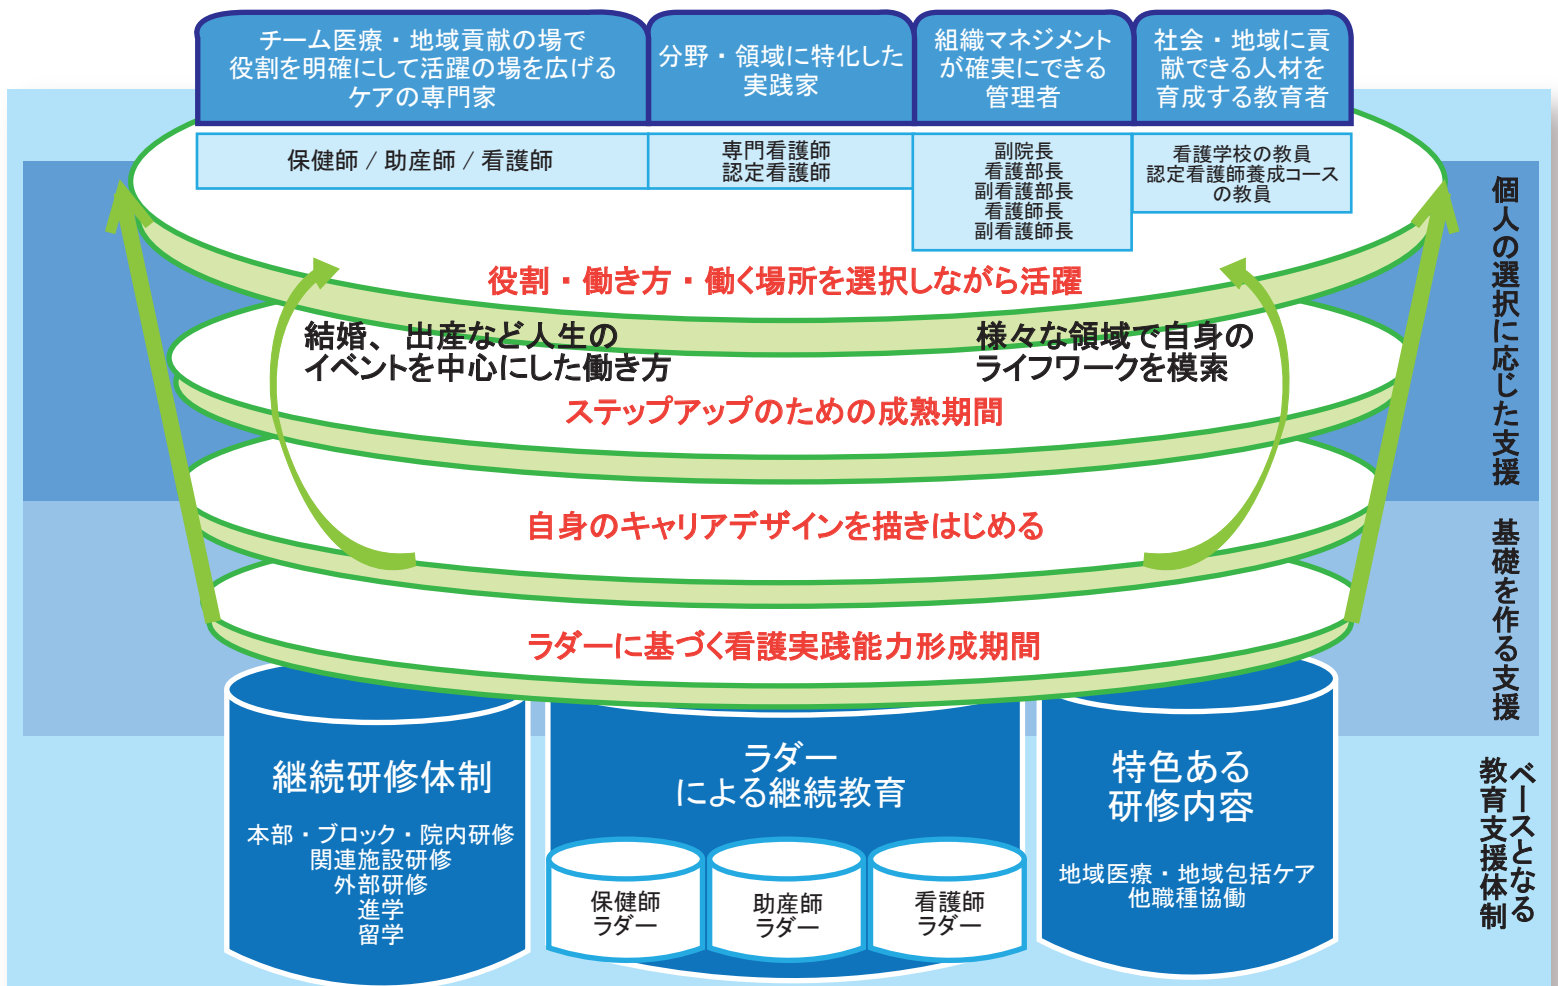 チーム医療・地域貢献の場で
役割を明確にして活躍の場を広げる
ケアの専門家
分野・領域に特化した
実践家
組織マネジメント
が確実にできる
管理者
社会・地域に貢
献できる人材を
育成する教育者
保健師 / 助産師 / 看護師
専門看護師
認定看護師
副院長
看護部長
副看護部長
看護師長
副看護師長
看護学校の教員
認定看護師養成コース
の教員
役割・働き方・働く場所を選択しながら活躍
結婚、出産など人生の
イベントを中心にした働き方
様々な領域で自身の
ライフワークを模索
ステップアップのための成熟期間
自身のキャリアデザインを描きはじめる
ラダーに基づく看護実践能力形成期間
個人の選択に応じた支援
基礎を作る支援
ベースとなる
教育支援体制
継続研修体制
本部・ブロック・院内研修
関連施設研修
外部研修
進学
留学
ラダー
による継続教育
保健師
ラダー
助産師
ラダー
看護師
ラダー
特色ある
研修内容
地域医療・地域包括ケア
他職種協働